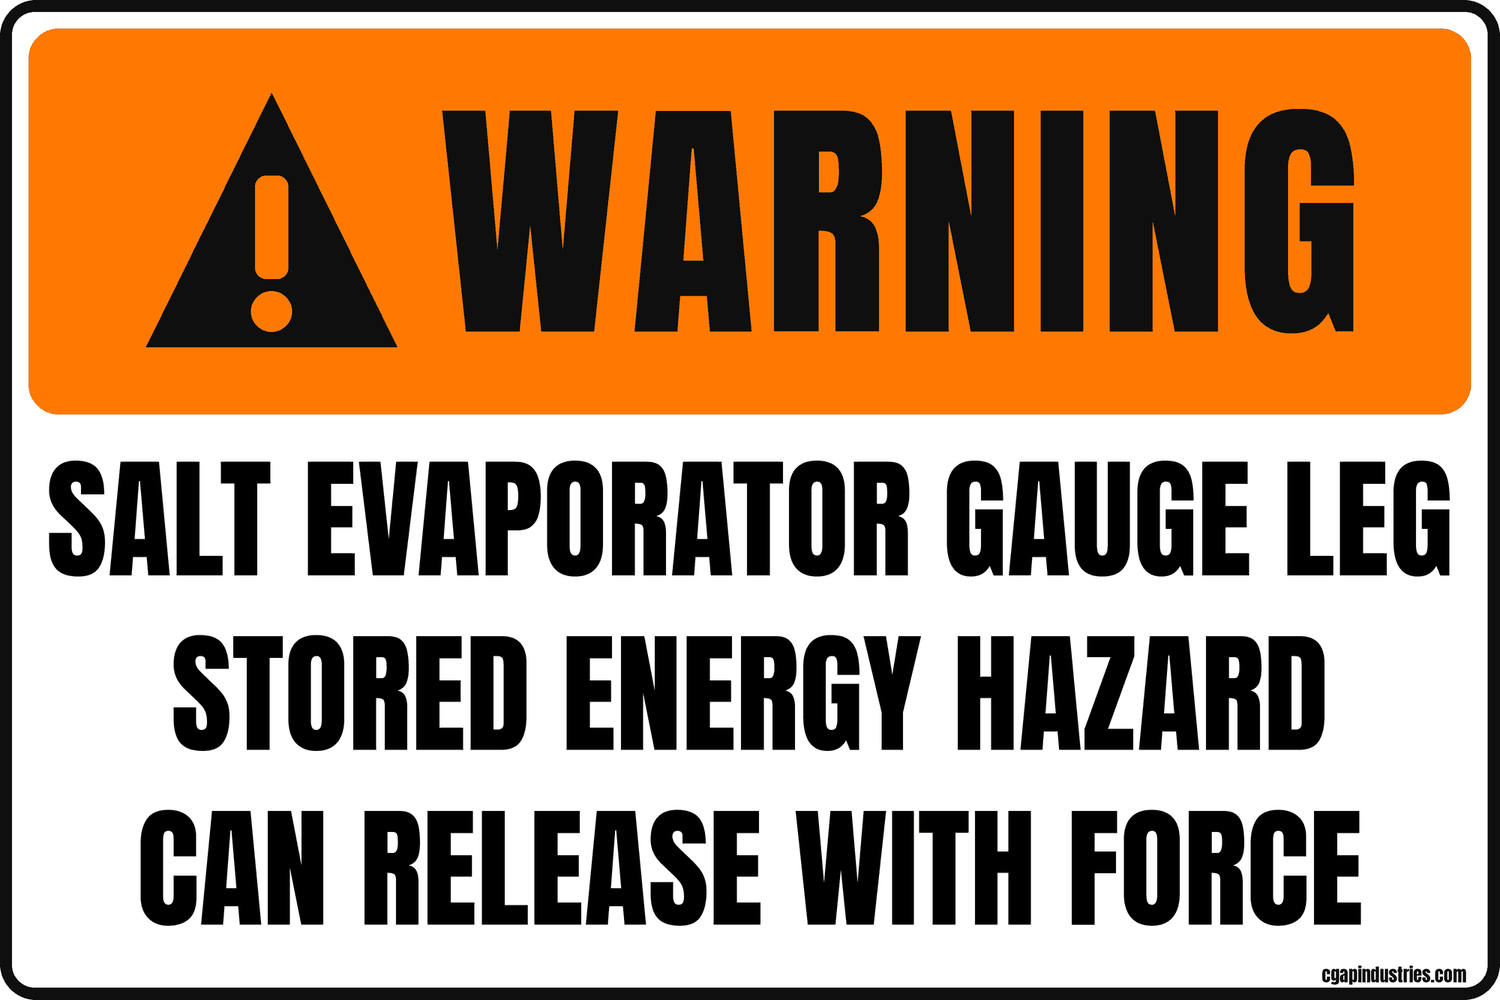 WARNING
SALT EVAPORATOR GAUGE LEG
STORED ENERGY HAZARD
CAN RELEASE WITH FORCE
cgapindustries.com